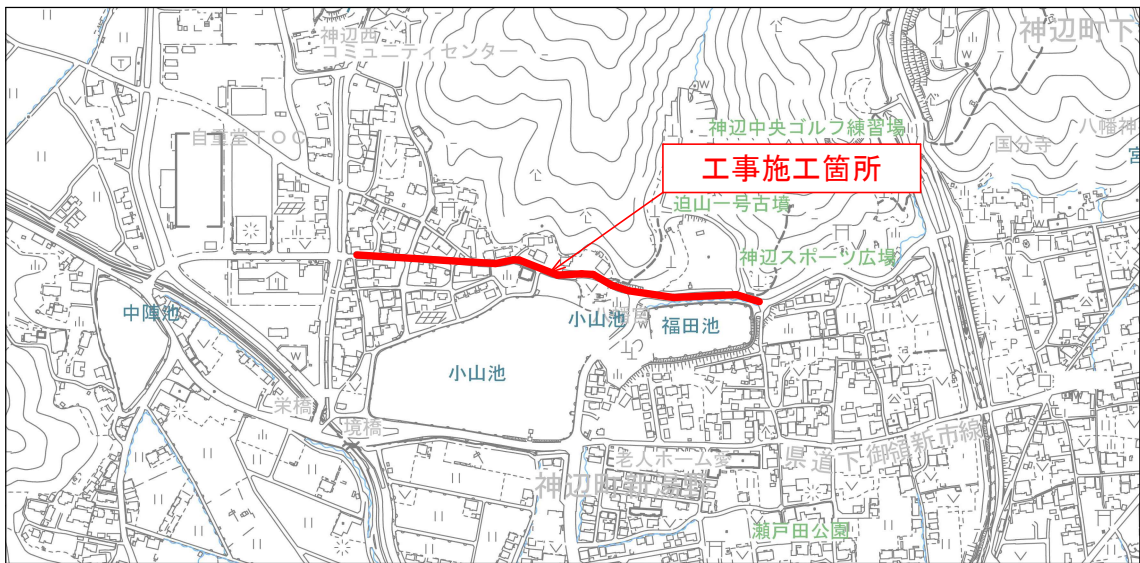 神辺西
コミュニティセンター
神辺町下
自重堂TOC
神辺中央ゴルフ練習場
八幡神
国分寺
宮
工事施工箇所
迫山一号古墳
神辺スポーツ広場
中陣池
小山池
福田池
小山池
栄橋
境橋
老人ホーム
県道下御領新市線
神辺町
瀬戸田公園